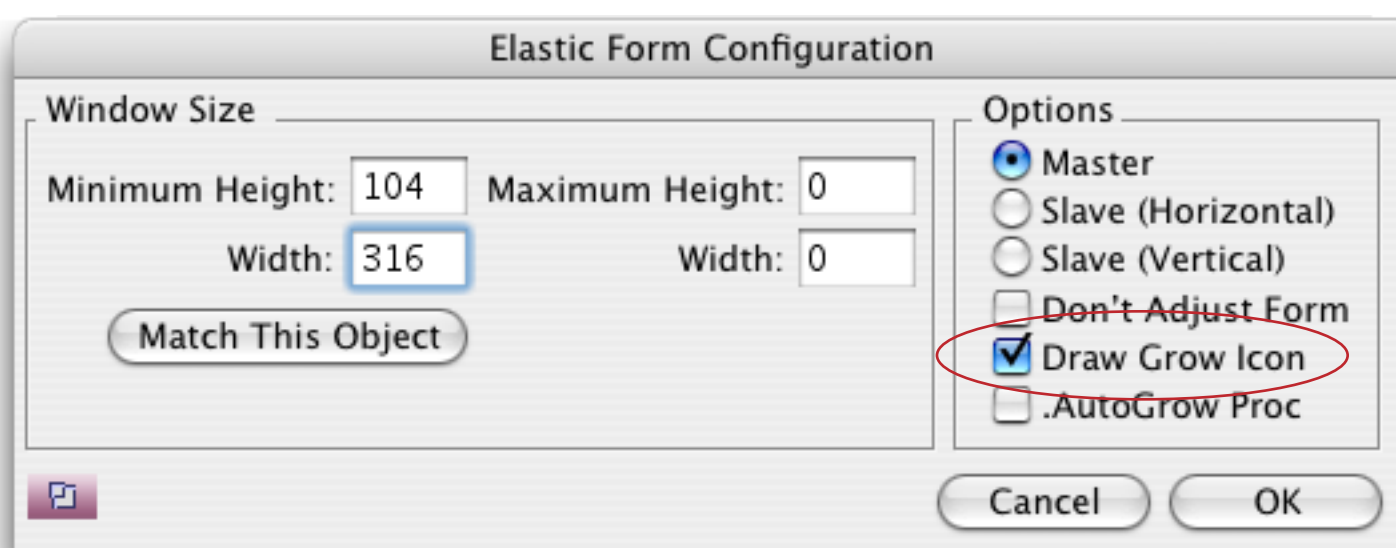 Elastic Form Configuration
Window Size
Minimum Height: 104 Maximum Height: 0
Width: 316 Width: 0
Match This Object
Options
Master
Slave (Horizontal)
Slave (Vertical)
Don't Adjust Form
Draw Grow Icon
.AutoGrow Proc
Cancel OK